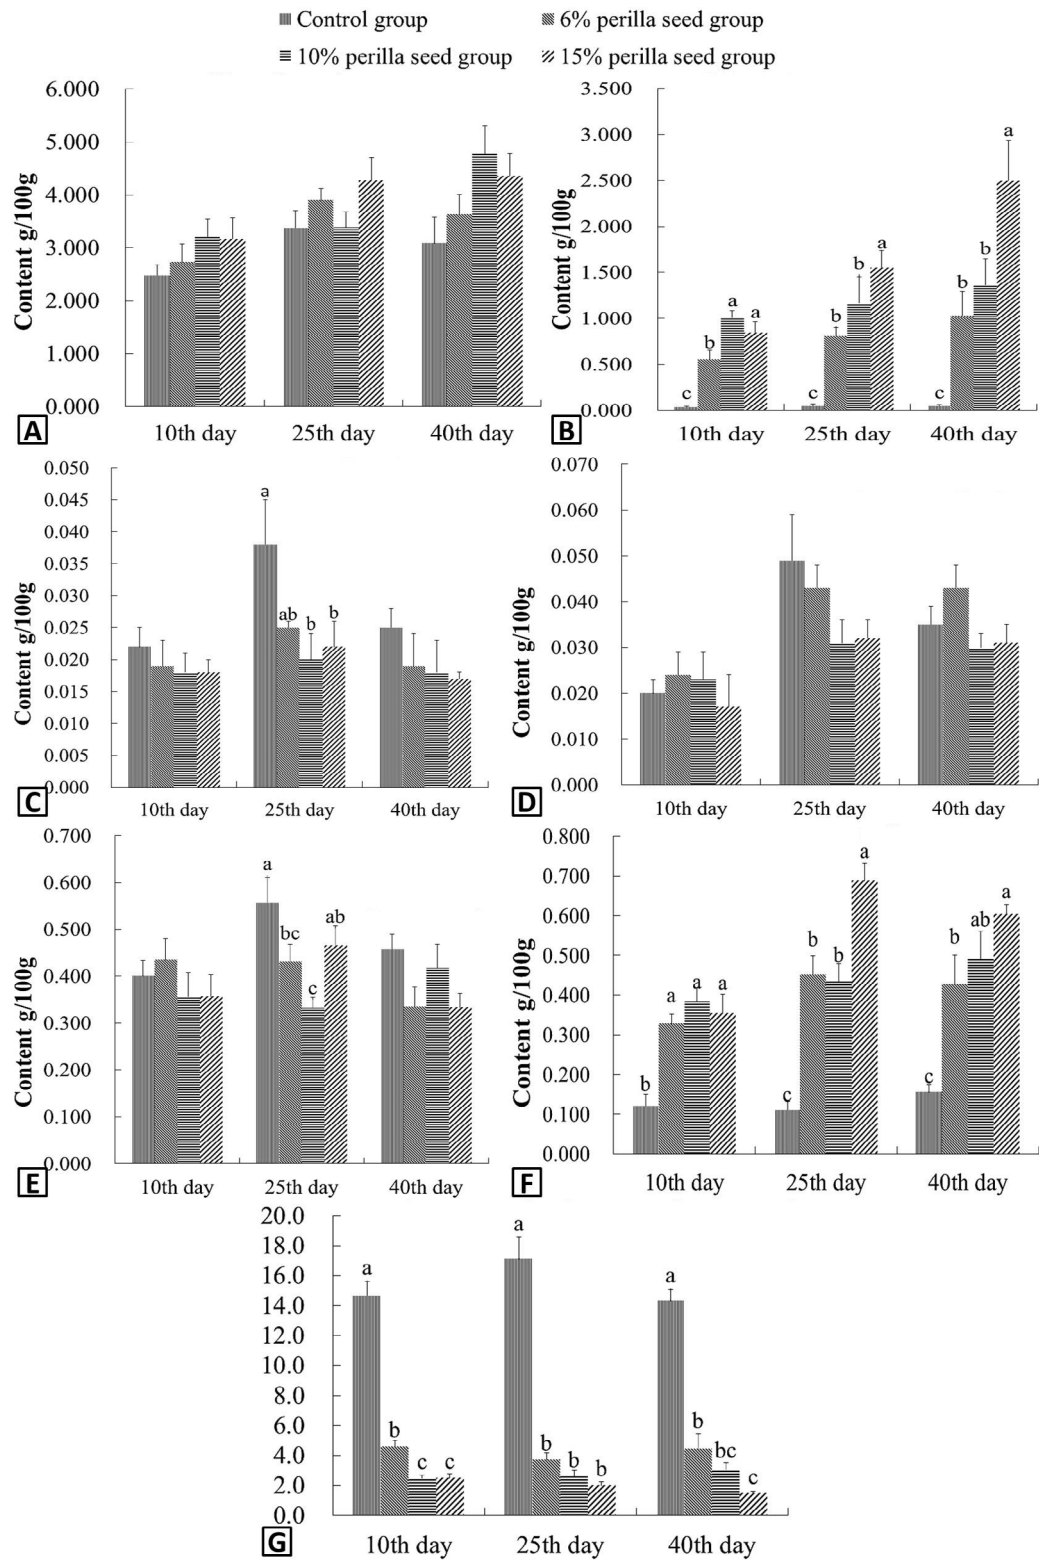 Control group 6% perilla seed group
10% perilla seed group 15% perilla seed group
Content g/100g
6.000
5.000
4.000
3.000
2.000
1.000
0.000
10th day 25th day 40th day
A
Content g/100g
3.500
3.000
2.500
2.000
1.500
1.000
0.500
0.000
c b a a
c b b a
c b b a
10th day 25th day 40th day
B
Content g/100g
0.050
0.045
0.040
0.035
0.030
0.025
0.020
0.015
0.010
0.005
0.000
a ab b b
10th day 25th day 40th day
C
Content g/100g
0.070
0.060
0.050
0.040
0.030
0.020
0.010
0.000
10th day 25th day 40th day
D
Content g/100g
0.700
0.600
0.500
0.400
0.300
0.200
0.100
0.000
a bc c ab
10th day 25th day 40th day
E
Content g/100g
0.800
0.700
0.600
0.500
0.400
0.300
0.200
0.100
0.000
b a a a
c b b a
c b ab a
10th day 25th day 40th day
F
20.0
18.0
16.0
14.0
12.0
10.0
8.0
6.0
4.0
2.0
0.0
a b c c
a b b b
a b bc c
10th day 25th day 40th day
G